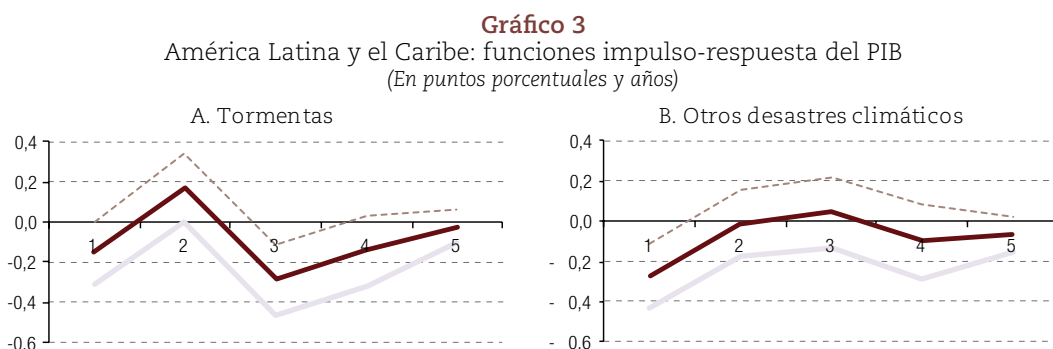 Gráfico 3
América Latina y el Caribe: funciones impulso-respuesta del PIB
(En puntos porcentuales y años)
A. Tormentas
0,4
0,2
0,0
-0,2
-0,4
-0,6
1 2 3 4 5
B. Otros desastres climáticos
0,4
0,2
0,0
- 0,2
- 0,4
- 0,6
1 2 3 4 5